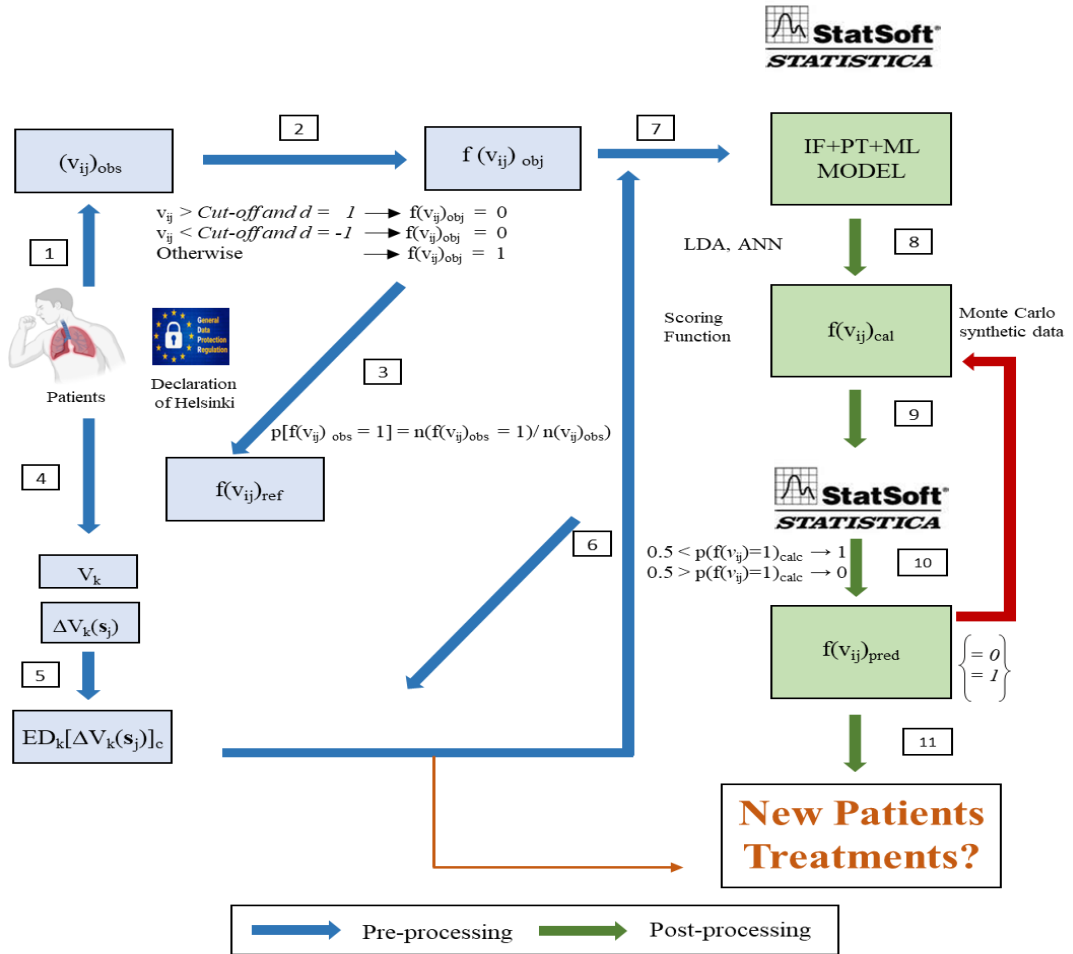 StatSoft®
STATISTICA
2
7
(vij)obs
f (vij) obj
IF+PT+ML
MODEL
vij > Cut-off and d = 1 → f(vij)obj = 0
vij < Cut-off and d = -1 → f(vij)obj = 0
Otherwise → f(vij)obj = 1
1
LDA, ANN
8
General
Data
Protection
Regulation
Scoring
Function
f(vij)cal
Monte Carlo
synthetic data
Patients
Declaration
of Helsinki
3
p[f(vij) obs = 1] = n(f(vij)obs = 1)/ n(vij)obs)
9
4
f(vij)ref
StatSoft®
STATISTICA
6
0.5 < p(f(vij)=1)calc → 1
0.5 > p(f(vij)=1)calc → 0
10
Vk
ΔVk(sj)
f(vij)pred
= 0
= 1
5
EDk[ΔVk(sj)]c
11
New Patients
Treatments?
Pre-processing
Post-processing